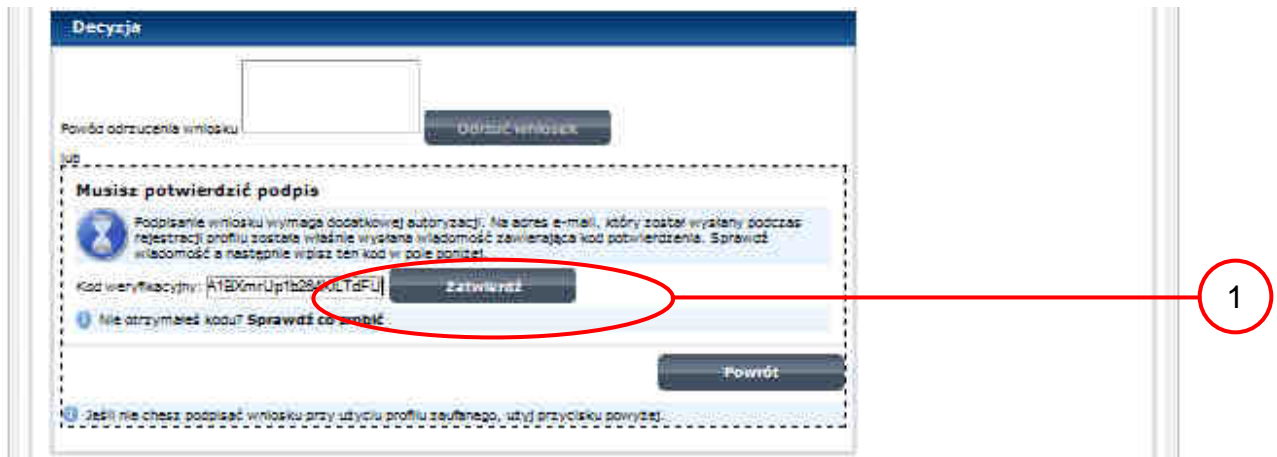 Decyzja
Powód odrzucenia wniosku
Odrzuć wniosek
lub
Musisz potwierdzić podpis
Podpisanie wniosku wymaga dodatkowej autoryzacji. Na adres e-mail, który został wysłany podczas
rejestracji profilu została właśnie wysłana wiadomość zawierająca kod potwierdzenia. Sprawdź
wiadomość a następnie wpisz ten kod w pole poniżej.
Kod weryfikacyjny:
Zatwierdź
Nie otrzymałeś kodu? Sprawdź co zrobić
Powrót
Jeśli nie chesz podpisać wniosku przy użyciu profilu zaufanego, użyj przycisku powyżej.
1